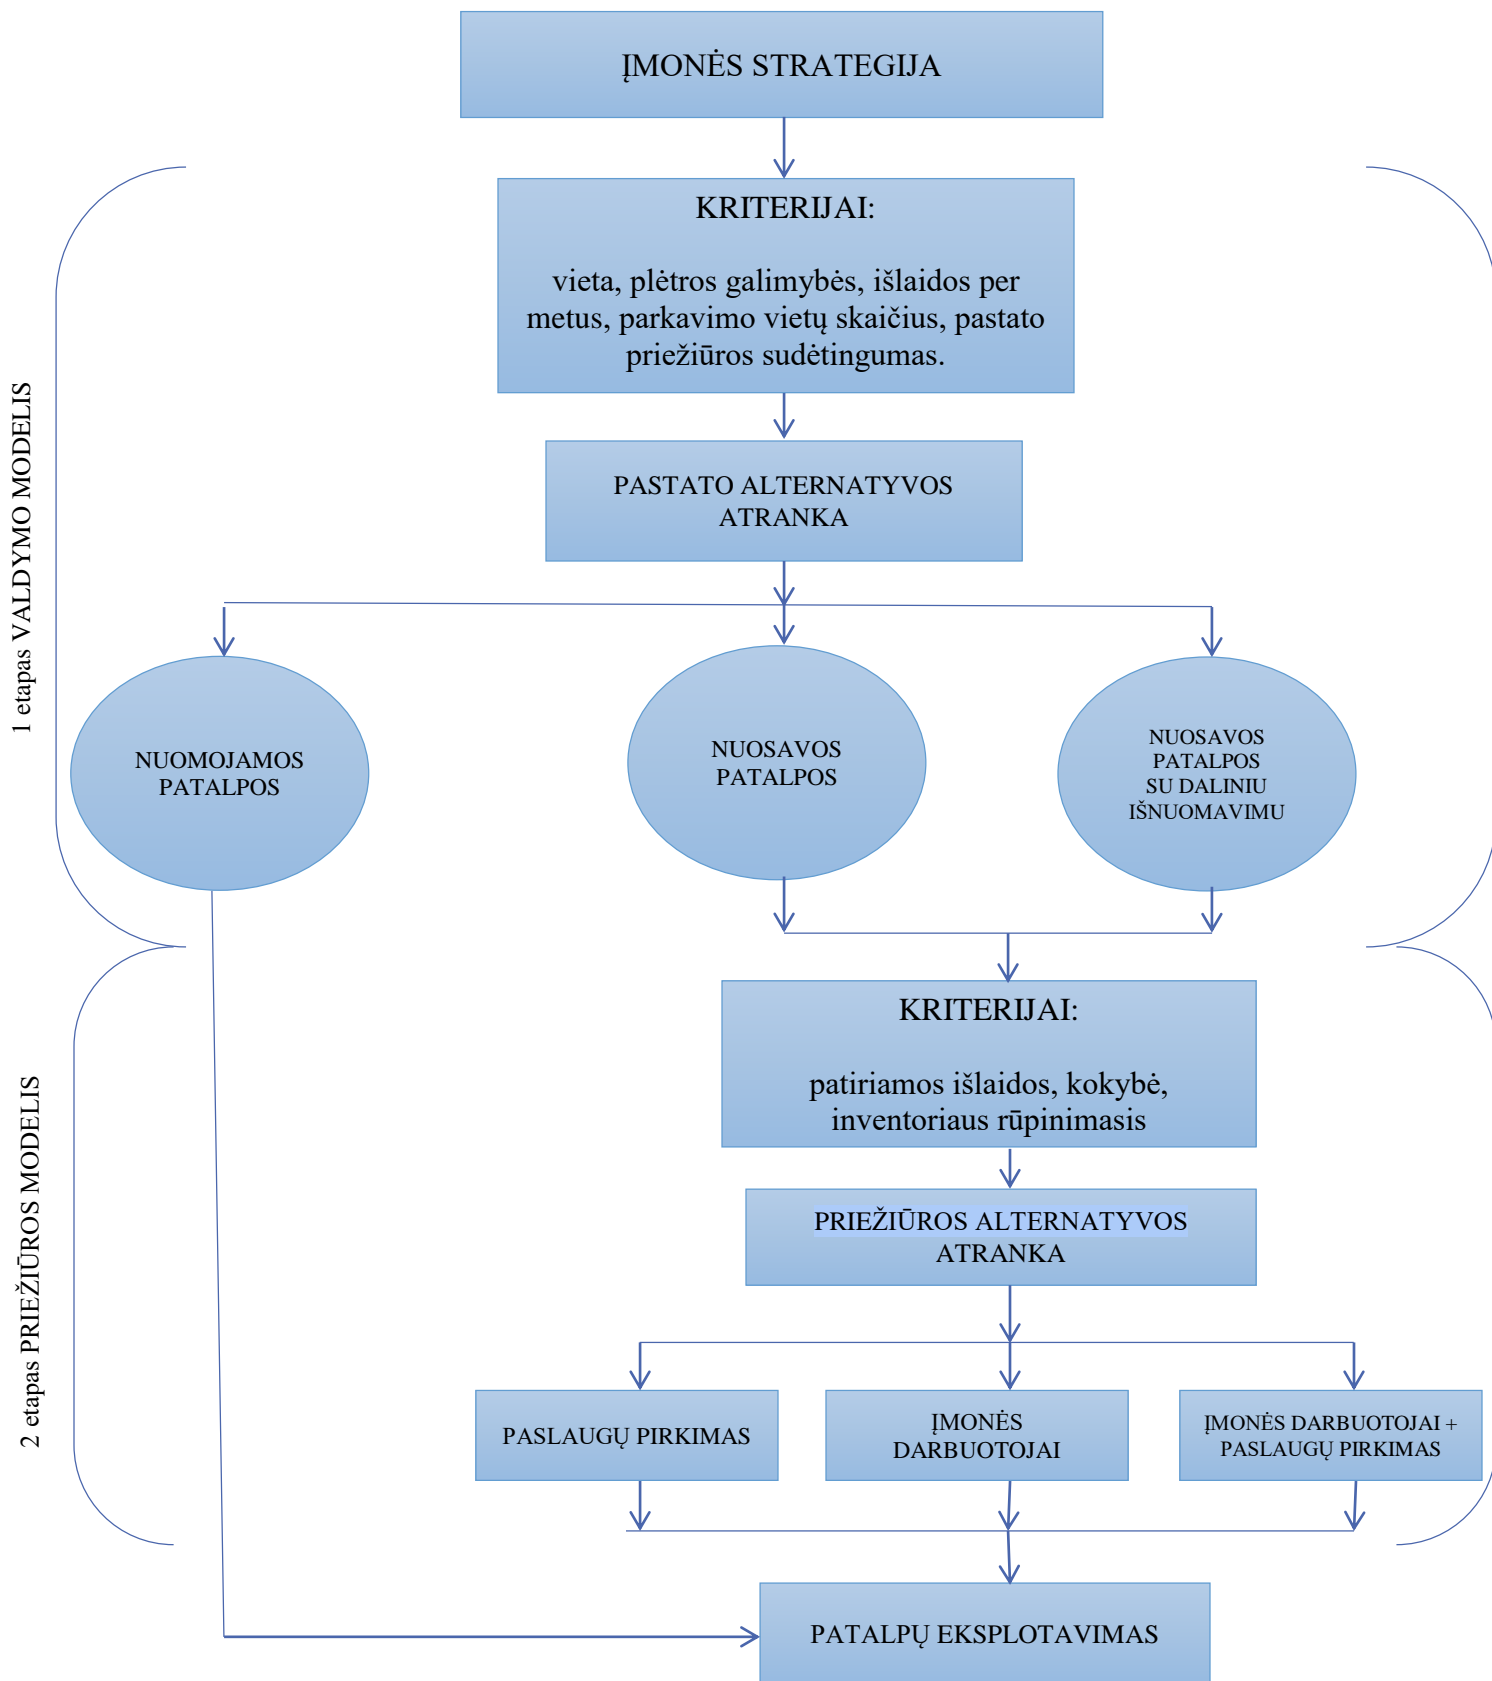 ĮMONĖS STRATEGIJA
KRITERIJAI:
vieta, plėtros galimybės, išlaidos per
metus, parkavimo vietų skaičius, pastato
priežiūros sudėtingumas.
1 etapas VALDYMO MODELIS
PASTATO ALTERNATYVOS
ATRANKA
NUOMOJAMOS
PATALPOS
NUOSAVOS
PATALPOS
NUOSAVOS
PATALPOS
SU DALINIU
IŠNUOMAVIMU
KRITERIJAI:
patiriamos išlaidos, kokybė,
inventoriaus rūpinimasis
2 etapas PRIEŽIŪROS MODELIS
PRIEŽIŪROS ALTERNATYVOS
ATRANKA
PASLAUGŲ PIRKIMAS
ĮMONĖS
DARBUOTOJAI
ĮMONĖS DARBUOTOJAI +
PASLAUGŲ PIRKIMAS
PATALPŲ EKSPLOTAVIMAS